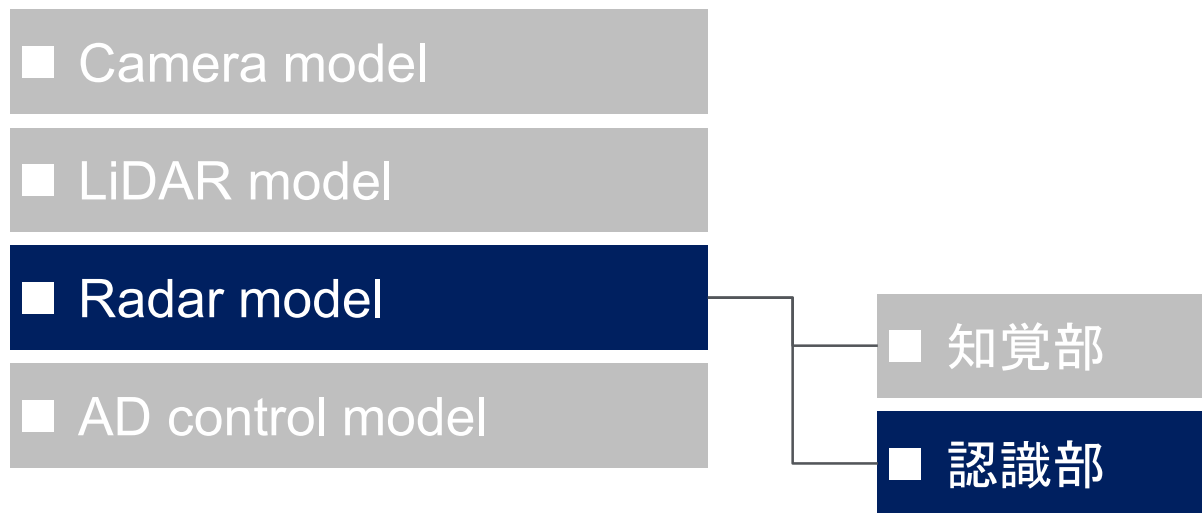 ■ Camera model
■ LiDAR model
■ Radar model
■ AD control model
■ 知覚部
■ 認識部